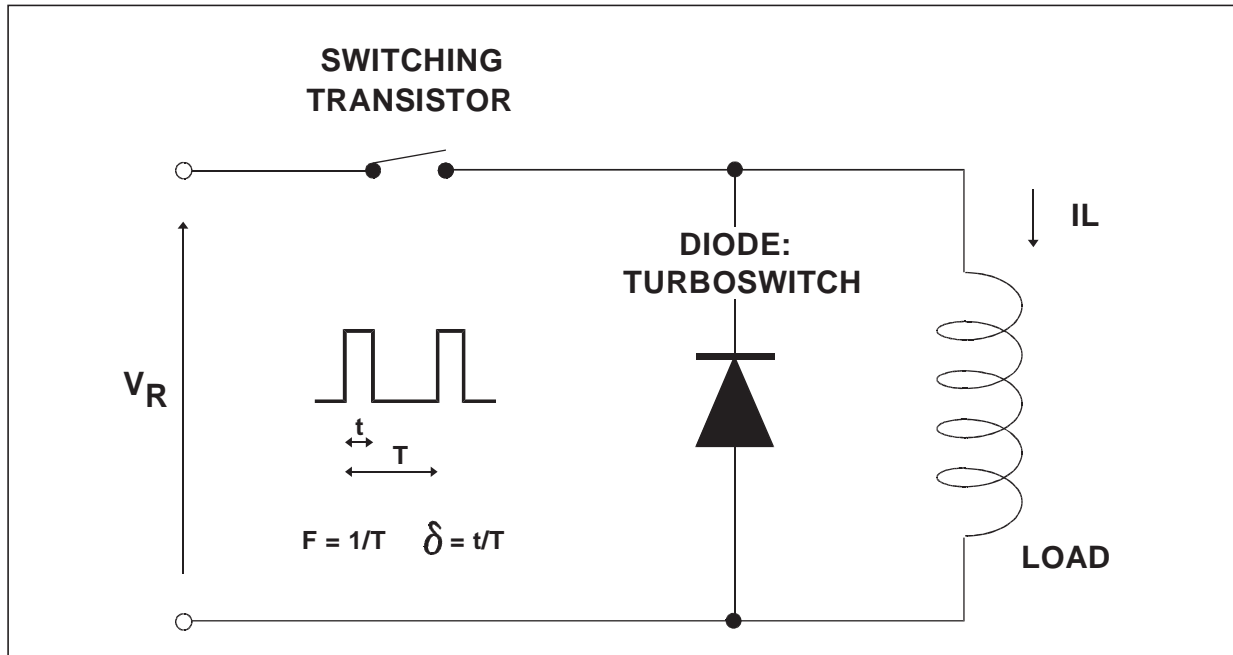 SWITCHING
TRANSISTOR
IL
DIODE:
TURBOSWITCH
VR
t
T
F = 1/T δ = t/T
LOAD